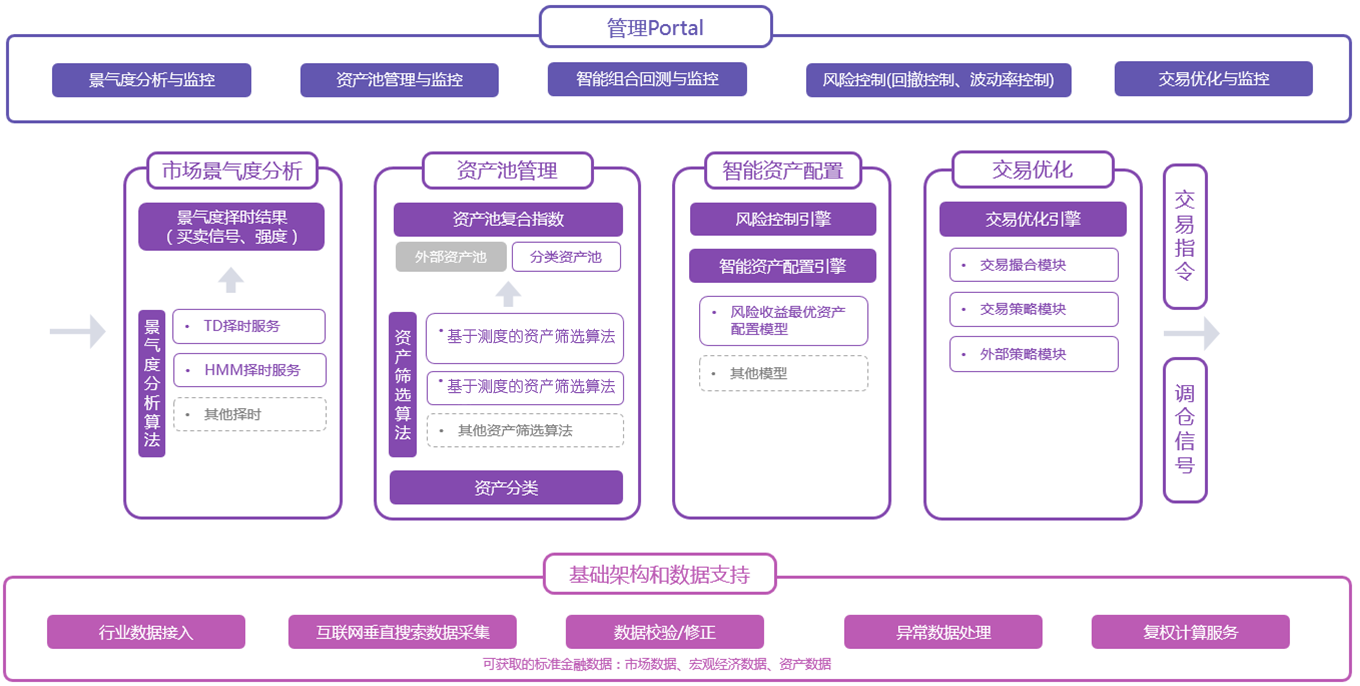 管理Portal
景气度分析与监控
资产池管理与监控
智能组合回测与监控
风险控制(回撤控制、波动率控制)
交易优化与监控
市场景气度分析
景气度择时结果
（买卖信号、强度）
景气度分析算法
• TD择时服务
• HMM择时服务
• 其他择时
资产池管理
资产池复合指数
外部资产池
分类资产池
资产筛选算法
• 基于测度的资产筛选算法
• 基于测度的资产筛选算法
• 其他资产筛选算法
资产分类
智能资产配置
风险控制引擎
智能资产配置引擎
• 风险收益最优资产
配置模型
• 其他模型
交易优化
交易优化引擎
• 交易撮合模块
• 交易策略模块
• 外部策略模块
交易指令
调仓信号
基础架构和数据支持
行业数据接入
互联网垂直搜索数据采集
数据校验/修正
异常数据处理
复权计算服务
可获取的标准金融数据：市场数据、宏观经济数据、资产数据